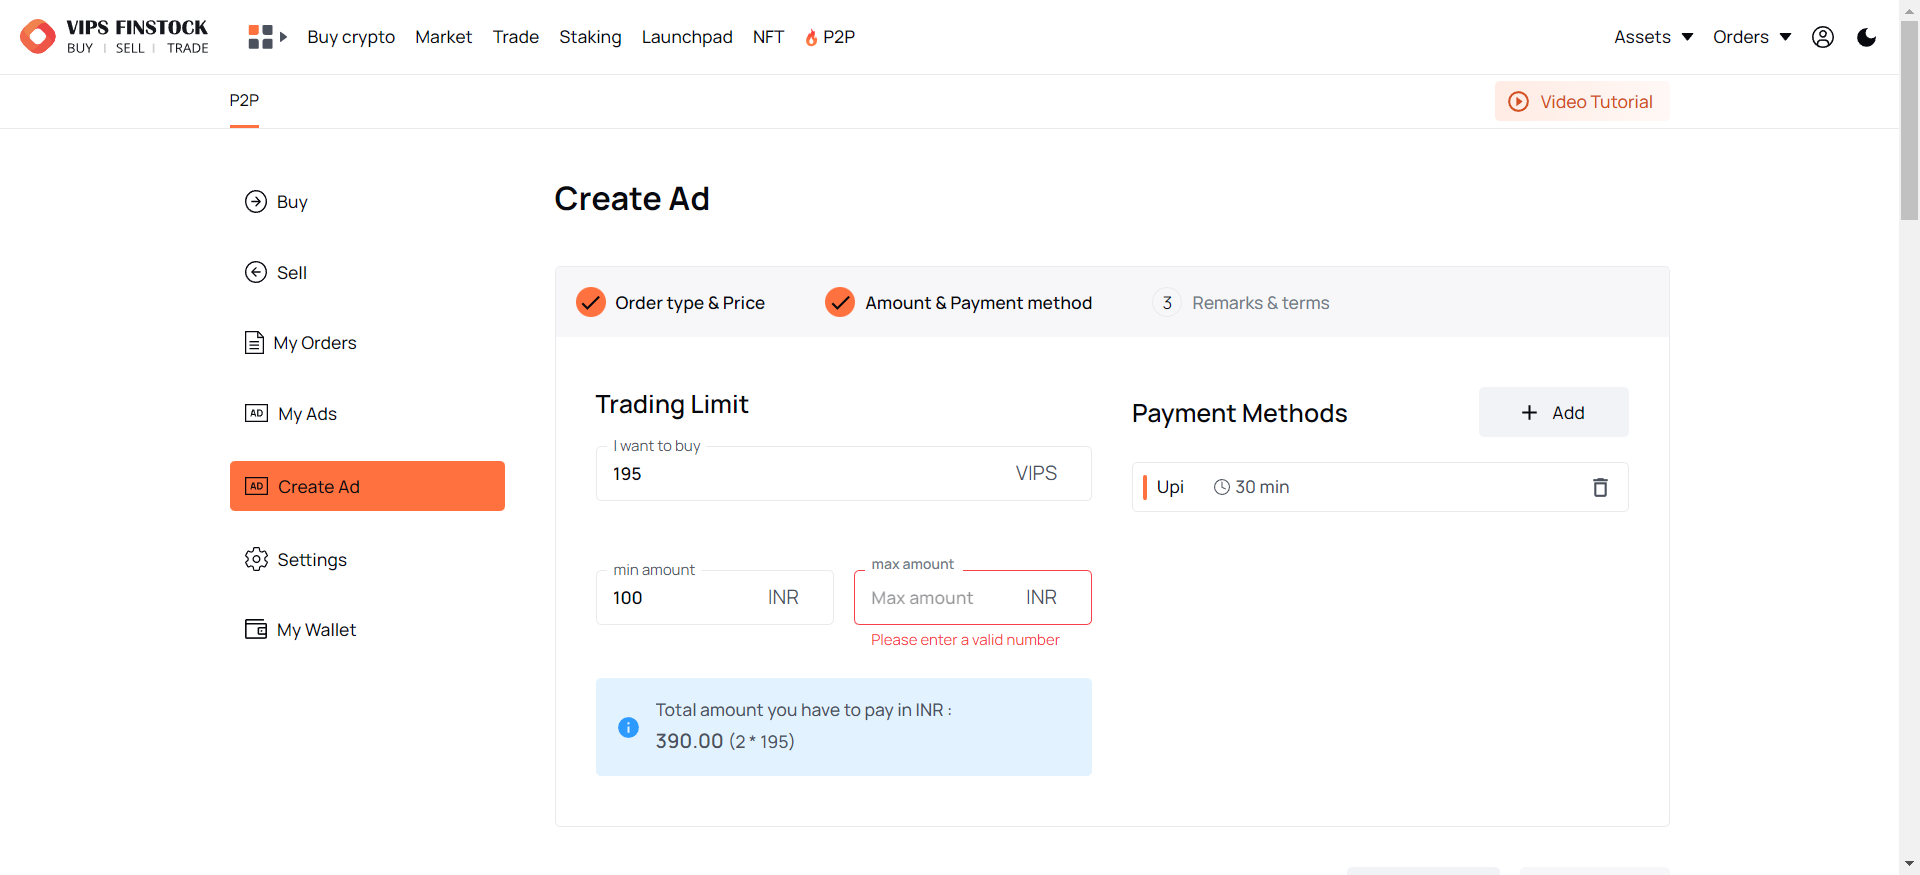 VIPS FINSTOCK
BUY | SELL | TRADE
Buy crypto Market Trade Staking Launchpad NFT P2P
Assets Orders
P2P
Video Tutorial
Buy
Sell
My Orders
AD My Ads
AD Create Ad
Settings
My Wallet
Create Ad
Order type & Price Amount & Payment method 3 Remarks & terms
Trading Limit
I want to buy
195 VIPS
min amount
100 INR
max amount
Max amount INR
Please enter a valid number
Total amount you have to pay in INR :
390.00 (2 * 195)
Payment Methods
+ Add
Upi 30 min